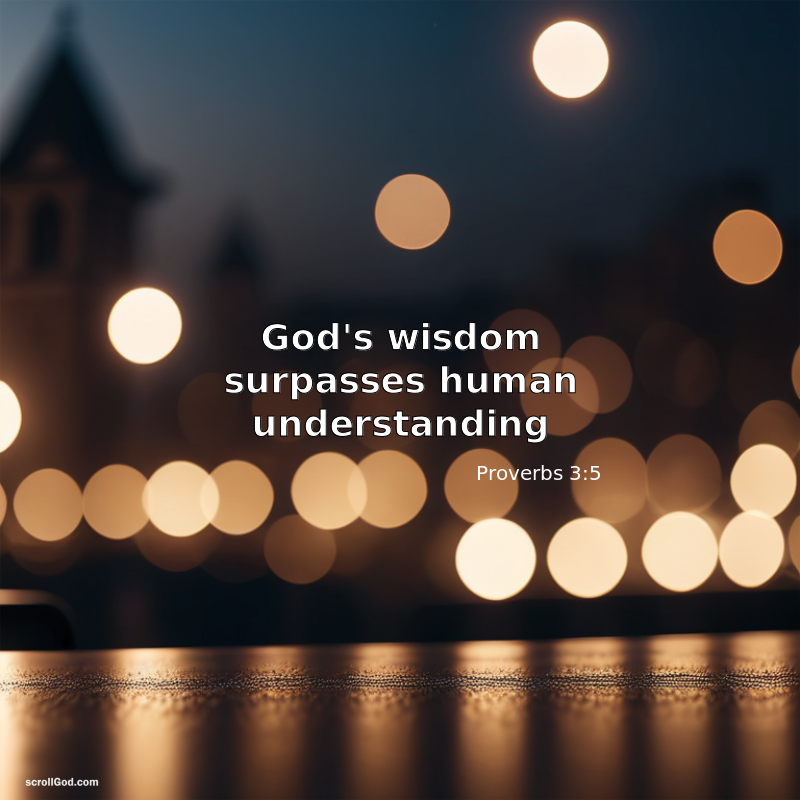 God's wisdom
surpasses human
understanding
Proverbs 3:5
scrollGod.com